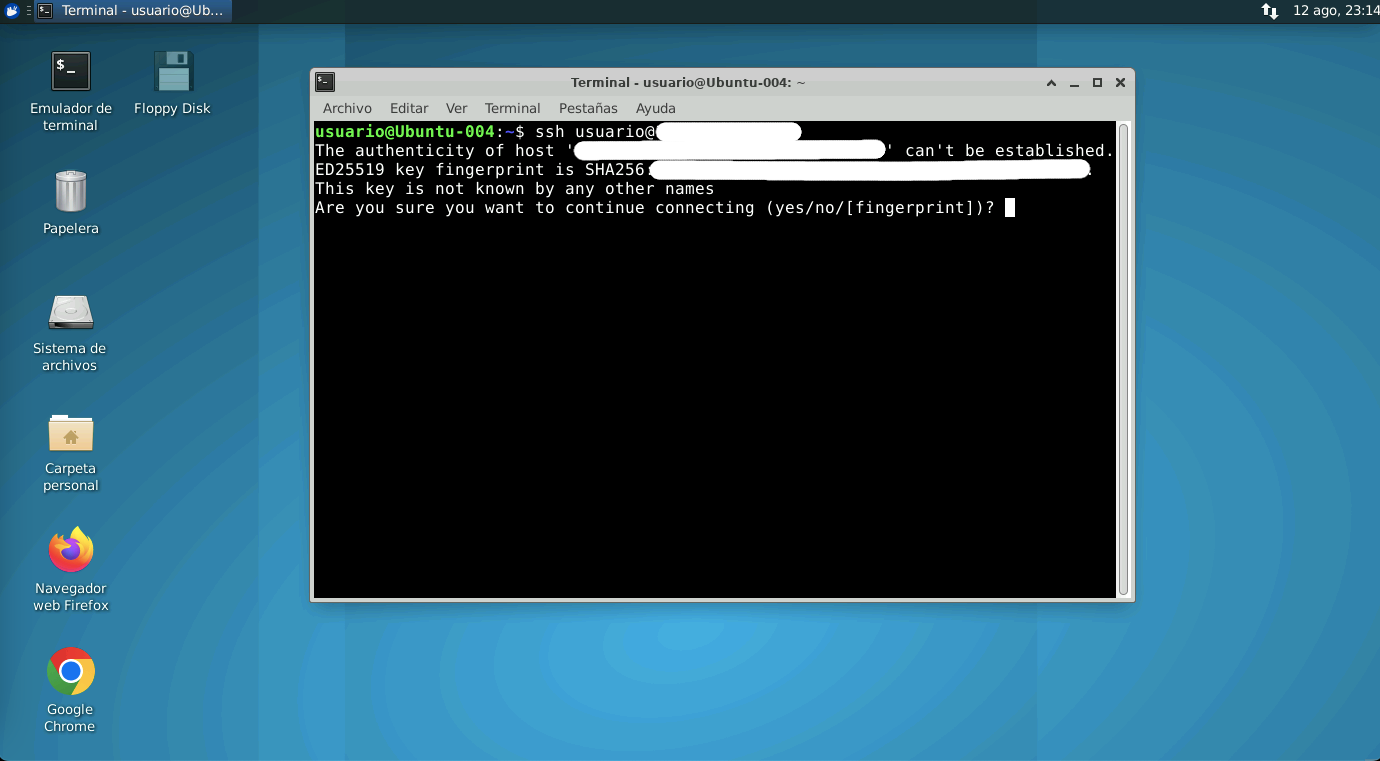 Terminal - usuario@Ub...
12 ago, 23:14
Emulador de
terminal
Floppy Disk
Papelera
Sistema de
archivos
Carpeta
personal
Navegador
web Firefox
Google
Chrome
Terminal - usuario@Ubuntu-004: ~
Archivo Editar Ver Terminal Pestañas Ayuda
usuario@Ubuntu-004:~$ ssh usuario@
The authenticity of host ' ' can't be established.
ED25519 key fingerprint is SHA256: .
This key is not known by any other names
Are you sure you want to continue connecting (yes/no/[fingerprint])?